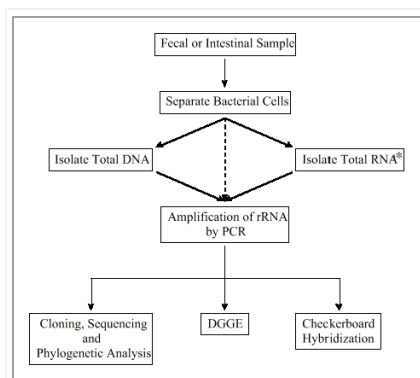 Fecal or Intestinal Sample
Separate Bacterial Cells
Isolate Total DNA
Isolate Total RNA*
Amplification of rRNA
by PCR
Cloning, Sequencing
and
Phylogenetic Analysis
DGGE
Checkerboard
Hybridization